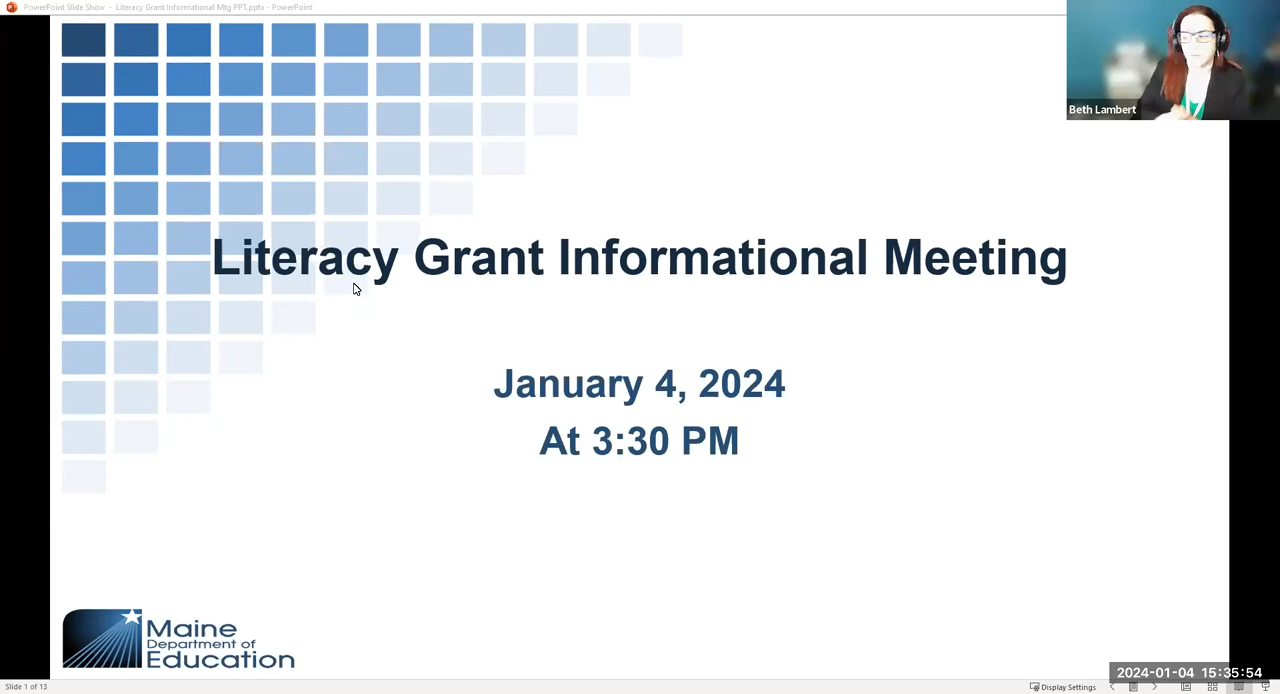 PowerPoint Slide Show - Literacy Grant Informational Mtg PPT.pptx - PowerPoint
Beth Lambert
Literacy Grant Informational Meeting
January 4, 2024
At 3:30 PM
Maine
Department of
Education
2024-01-04 15:35:54
Slide 1 of 13
Display Settings